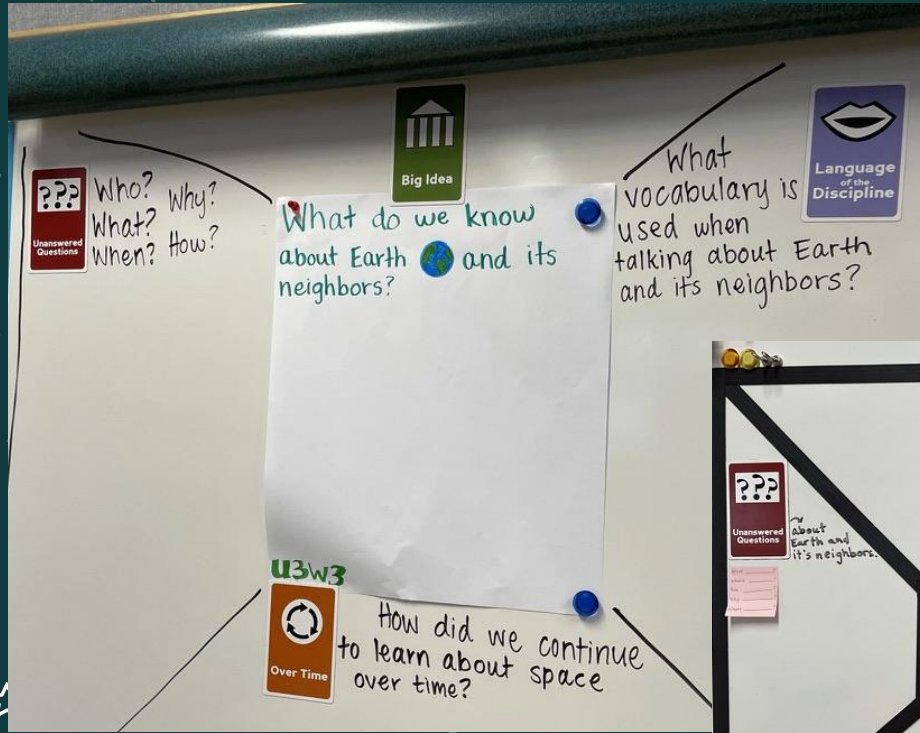 Big Idea
???
Unanswered
Questions
Who? Why?
What?
When? How?
What do we know
about Earth and its
neighbors?
What
vocabulary is
used when
talking about Earth
and its neighbors?
Language
of the
Discipline
U3W3
Over Time
How did we continue
to learn about space
over time?
???
Unanswered
Questions
about
Earth and
it's neighbors.